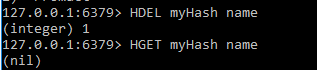 127.0.0.1:6379> HDEL myHash name
(integer) 1
127.0.0.1:6379> HGET myHash name
(nil)